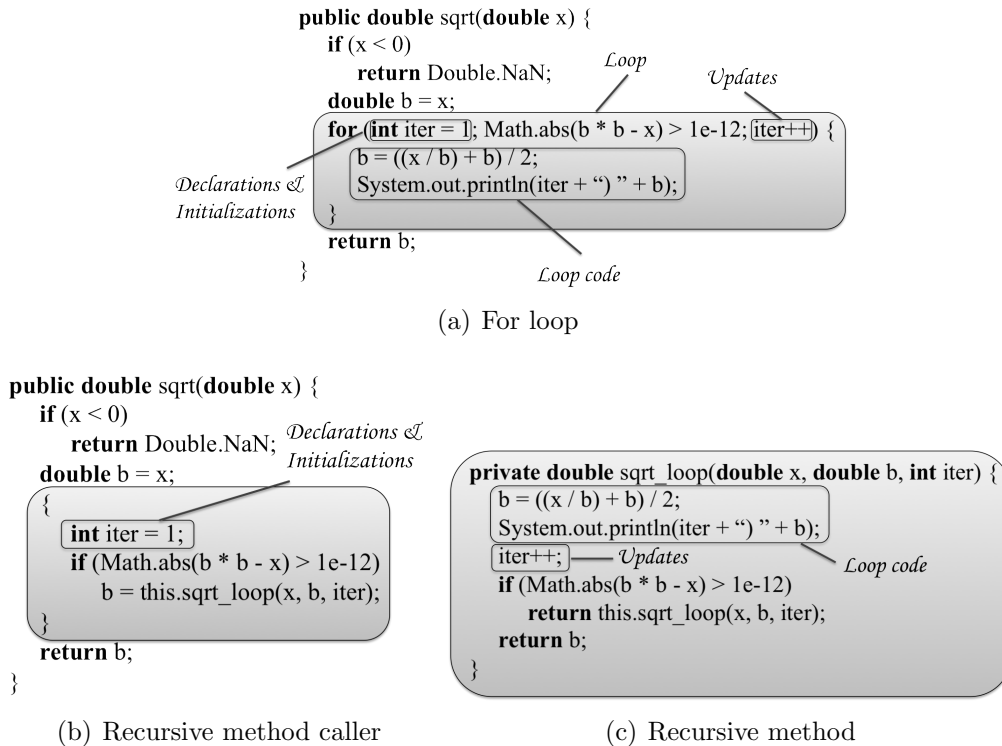 public double sqrt(double x) {
if (x < 0)
return Double.NaN;
double b = x;
Loop
Updates
for (int iter = 1; Math.abs(b * b - x) > 1e-12; iter++) {
b = ((x / b) + b) / 2;
System.out.println(iter + “) ” + b);
}
Declarations &
Initializations
return b;
}
Loop code
(a) For loop
public double sqrt(double x) {
if (x < 0)
return Double.NaN;
double b = x;
Declarations &
Initializations
{
int iter = 1;
if (Math.abs(b * b - x) > 1e-12)
b = this.sqrt_loop(x, b, iter);
}
return b;
}
(b) Recursive method caller
private double sqrt_loop(double x, double b, int iter) {
b = ((x / b) + b) / 2;
System.out.println(iter + “) ” + b);
iter++;
Updates
Loop code
if (Math.abs(b * b - x) > 1e-12)
return this.sqrt_loop(x, b, iter);
return b;
}
(c) Recursive method